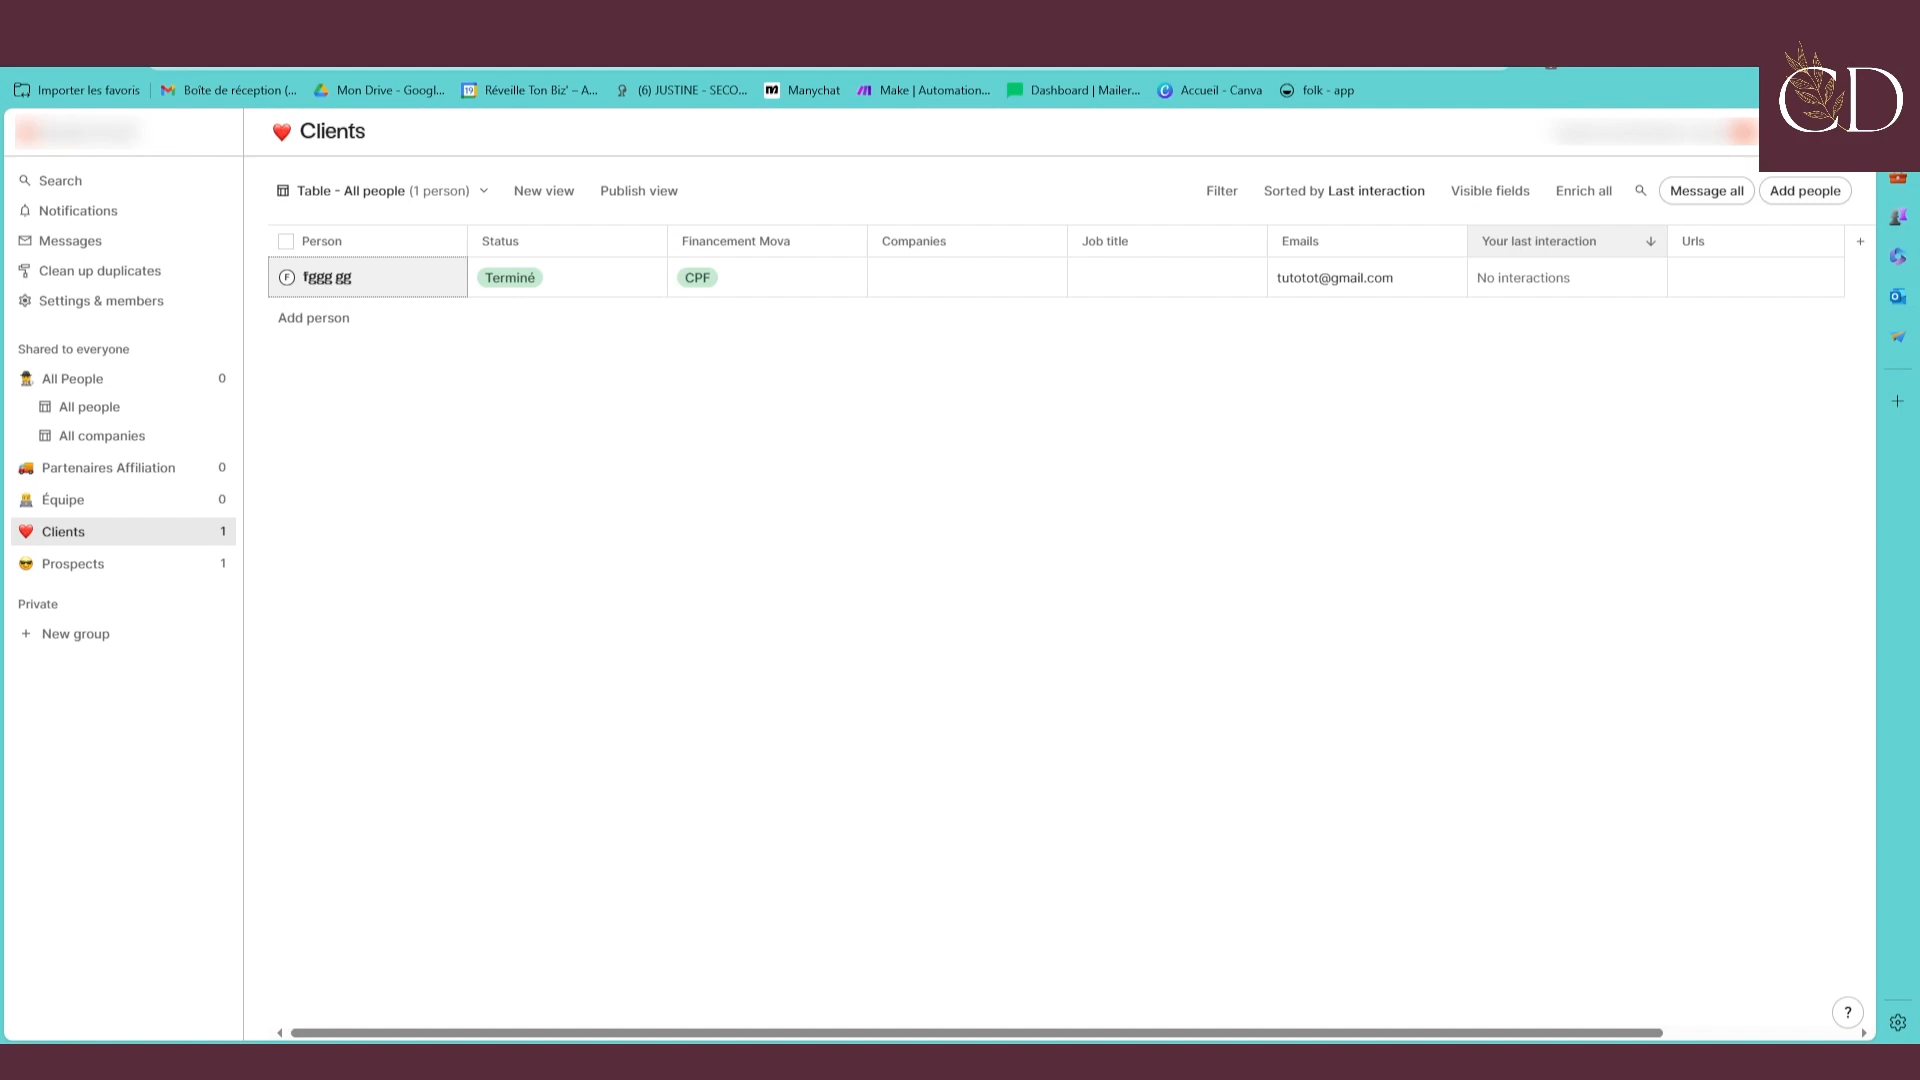 CD
Importer les favoris
Boîte de réception (...
Mon Drive - Googl...
Réveille Ton Biz' – A...
(6) JUSTINE - SECO...
Manychat
Make | Automation...
Dashboard | Mailer...
Accueil - Canva
folk - app
Clients
Search
Notifications
Messages
Clean up duplicates
Settings & members
Shared to everyone
All People 0
All people
All companies
Partenaires Affiliation 0
Équipe 0
Clients 1
Prospects 1
Private
+ New group
Table - All people (1 person)
New view
Publish view
Filter
Sorted by Last interaction
Visible fields
Enrich all
Message all
Add people
Person Status Financement Mova Companies Job title Emails Your last interaction Urls +
F fggg gg Terminé CPF tutotot@gmail.com No interactions
Add person
?